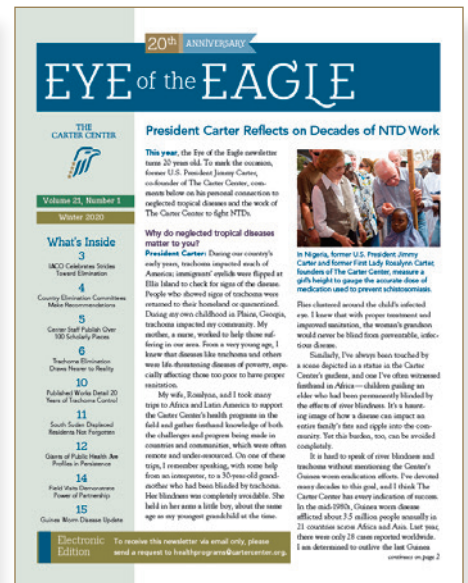 20th ANNIVERSARY
EYE of the EAGLE
THE
CARTER CENTER
Volume 21, Number 1
Winter 2020
What's Inside
3
IACO Celebrates Strides
Toward Elimination
4
Country Elimination Committees
Make Recommendations
5
Center Staff Publish Over
100 Scholarly Pieces
6
Trachoma Elimination
Draws Nearer to Reality
10
Published Works Detail 20
Years of Trachoma Control
11
South Sudan Displaced
Residents Not Forgotten
12
Giants of Public Health Are
Profiles in Persistence
14
Field Visits Demonstrate
Power of Partnership
15
Guinea Worm Disease Update
President Carter Reflects on Decades of NTD Work
This year, the Eye of the Eagle newsletter
turns 20 years old. To mark the occasion,
former U.S. President Jimmy Carter,
co-founder of The Carter Center, com-
ments below on his personal connection to
neglected tropical diseases and the work of
The Carter Center to fight NTDs.
Why do neglected tropical diseases
matter to you?
President Carter: During our country's
early years, trachoma impacted much of
America; immigrants' eyelids were flipped at
Ellis Island to check for signs of the disease.
People who showed signs of trachoma were
returned to their homeland or quarantined.
During my own childhood in Plains, Georgia,
trachoma impacted my community. My
mother, a nurse, worked to help those suf-
fering in our area. From a very young age, I
knew that diseases like trachoma and others
were life-threatening diseases of poverty, espe-
cially affecting those too poor to have proper
sanitation.
My wife, Rosalynn, and I took many
trips to Africa and Latin America to support
the Carter Center's health programs in the
field and gather firsthand knowledge of both
the challenges and progress being made in
countries and communities, which were often
remote and under-resourced. On one of these
trips, I remember speaking, with some help
from an interpreter, to a 30-year-old grand-
mother who had been blinded by trachoma.
Her blindness was completely avoidable. She
held in her arms a little boy, about the same
age as my youngest grandchild at the time.
In Nigeria, former U.S. President Jimmy
Carter and former First Lady Rosalynn Carter,
founders of The Carter Center, measure a
girl's height to gauge the accurate dose of
medication used to prevent schistosomiasis.
Flies clustered around the child's infected
eye. I knew that with proper treatment and
improved sanitation, the woman's grandson
would never be blind from preventable, infec-
tious disease.
Similarly, I've always been touched by
a scene depicted in a statue in the Carter
Center's gardens, and one I've often witnessed
firsthand in Africa—children guiding an
elder who had been permanently blinded by
the effects of river blindness. It's a haunt-
ing image of how a disease can impact an
entire family's fate and ripple into the com-
munity. Yet this burden, too, can be avoided
completely.
It is hard to speak of river blindness and
trachoma without mentioning the Center's
Guinea worm eradication efforts. I've devoted
many decades to this goal, and I think The
Carter Center has every indication of success.
In the mid-1980s, Guinea worm disease
afflicted about 3.5 million people annually in
21 countries across Africa and Asia. Last year,
there were only 28 cases reported worldwide.
I am determined to outlive the last Guinea
continues on page 2
Electronic
Edition
To receive this newsletter via email only, please
send a request to healthprograms@cartercenter.org.